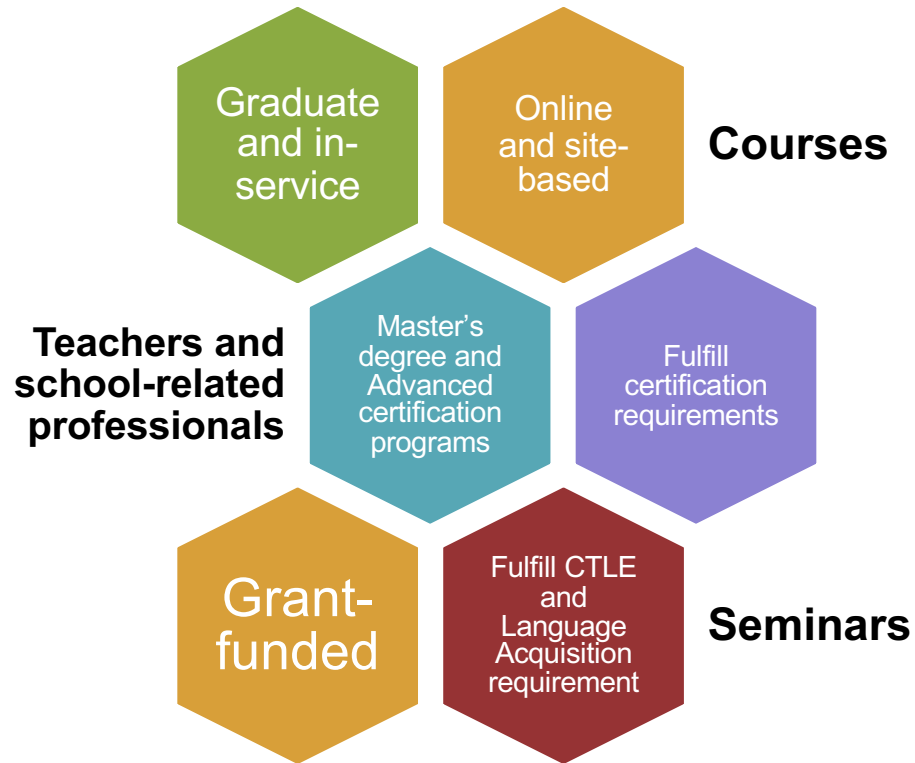 Graduate
and in-
service
Online
and site-
based
Courses
Teachers and
school-related
professionals
Master’s
degree and
Advanced
certification
programs
Fulfill
certification
requirements
Grant-
funded
Fulfill CTLE
and
Language
Acquisition
requirement
Seminars